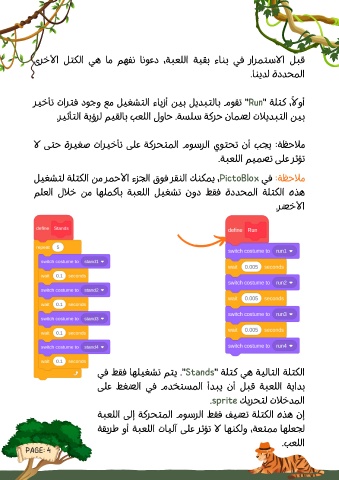 قبل الاستمرار في بناء بقية اللعبة، دعونا نفهم ما هي الكتل الأخرى
المحددة لدينا.
أولاً، كتلة "Run" تقوم بالتبديل بين أزياء التشغيل مع وجود فترات تأخير
بين التبديلات لضمان حركة سلسة. حاول اللعب بالقيم لرؤية التأثير.
ملاحظة: يجب أن تحتوي الرسوم المتحركة على تأخيرات صغيرة حتى لا
تؤثر على تصميم اللعبة.
ملاحظة: في PictoBlox، يمكنك النقر فوق الجزء الأحمر من الكتلة لتشغيل
هذه الكتلة المحددة فقط دون تشغيل اللعبة بأكملها من خلال العلم
الأخضر.
define Stands
repeat 1
switch costume to stand1
wait 0.1 seconds
switch costume to stand2
wait 0.1 seconds
switch costume to stand3
wait 0.1 seconds
switch costume to stand4
wait 0.1 seconds
define Run
switch costume to run1
wait 0.005 seconds
switch costume to run2
wait 0.005 seconds
switch costume to run3
wait 0.005 seconds
switch costume to run4
الكتلة التالية هي كتلة "Stands". يتم تشغيلها فقط في
بداية اللعبة قبل أن يبدأ المستخدم في الضغط على
المدخلات لتحريك sprite.
إن هذه الكتلة تضيف فقط الرسوم المتحركة إلى اللعبة
لجعلها ممتعة، ولكنها لا تؤثر على آليات اللعبة أو طريقة
اللعب.
PAGE: 4